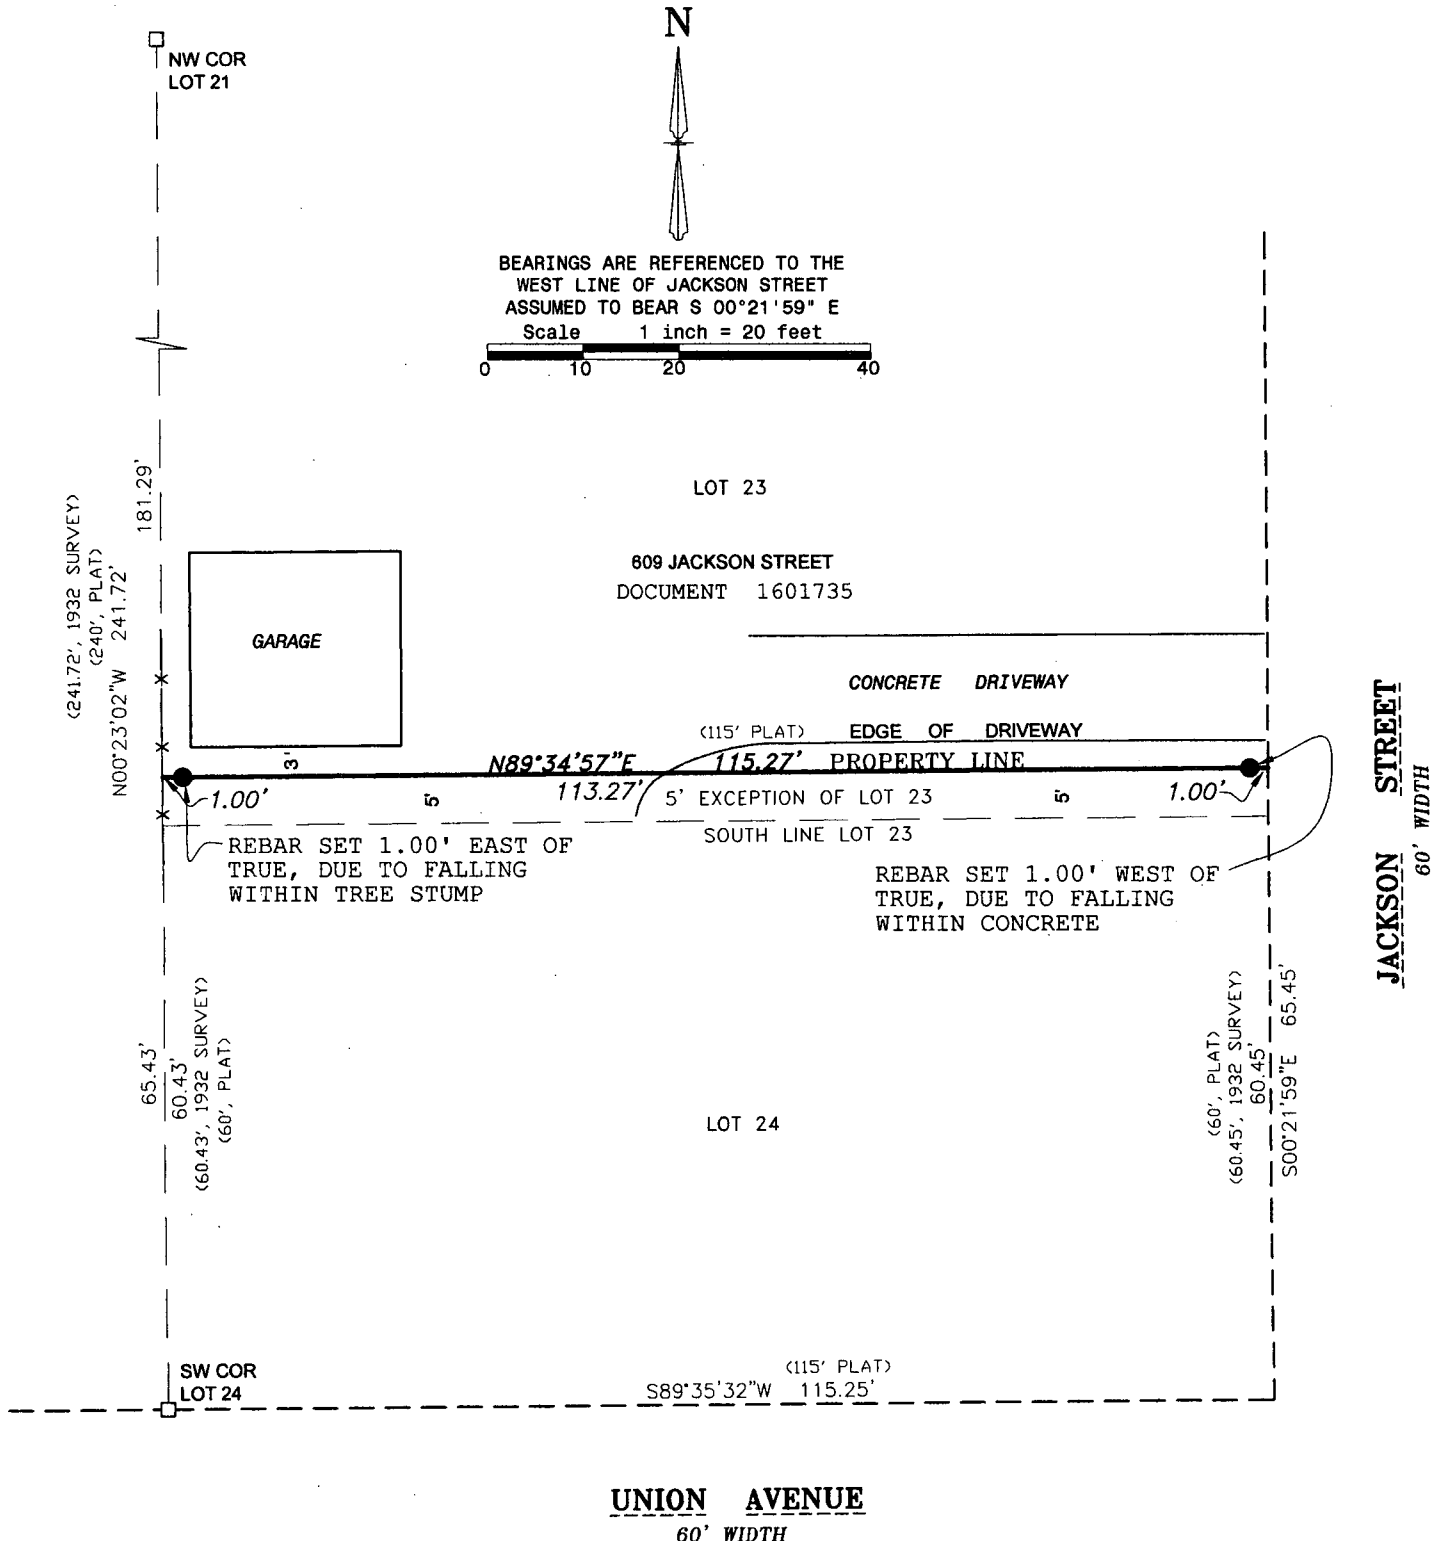 N
NW COR
LOT 21
BEARINGS ARE REFERENCED TO THE
WEST LINE OF JACKSON STREET
ASSUMED TO BEAR S 00°21'59" E
Scale 1 inch = 20 feet
0 10 20 40
LOT 23
609 JACKSON STREET
DOCUMENT 1601735
181.29'
(241.72', 1932 SURVEY)
(240', PLAT)
N00°23'02"W 241.72'
GARAGE
CONCRETE DRIVEWAY
(115' PLAT) EDGE OF DRIVEWAY
3'
N89°34'57"E 115.27' PROPERTY LINE
1.00' 5' 113.27' 5' EXCEPTION OF LOT 23 5' 1.00'
SOUTH LINE LOT 23
REBAR SET 1.00' EAST OF
TRUE, DUE TO FALLING
WITHIN TREE STUMP
REBAR SET 1.00' WEST OF
TRUE, DUE TO FALLING
WITHIN CONCRETE
JACKSON STREET
60' WIDTH
65.43'
60.43'
(60.43', 1932 SURVEY)
(60', PLAT)
LOT 24
(60', PLAT)
(60.45', 1932 SURVEY)
60.45'
S00°21'59"E 65.45'
SW COR
LOT 24
(115' PLAT)
S89°35'32"W 115.25'
UNION AVENUE
60' WIDTH